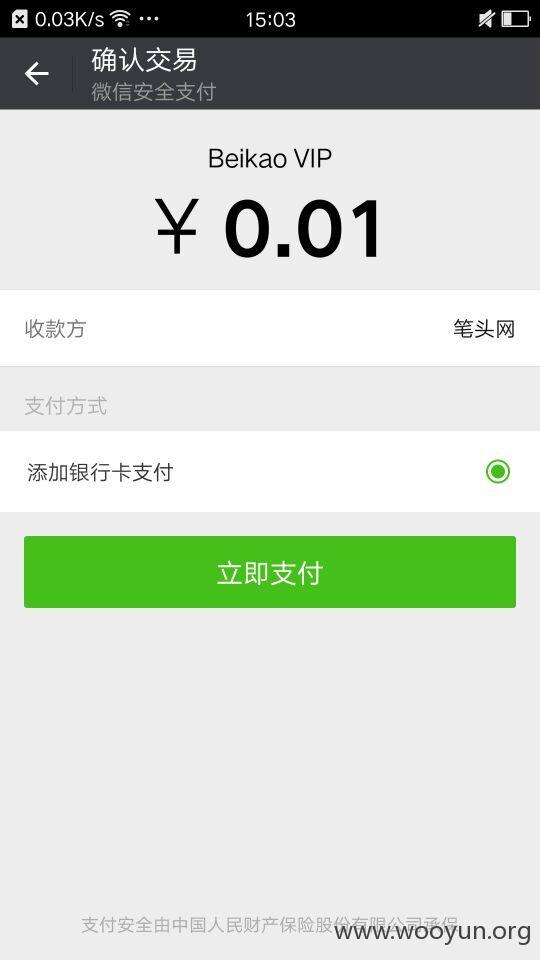 0.03K/s
15:03
确认交易
微信安全支付
Beikao VIP
￥0.01
收款方 笔头网
支付方式
添加银行卡支付
立即支付
支付安全由中国人民财产保险股份有限公司承保
www.wooyun.org